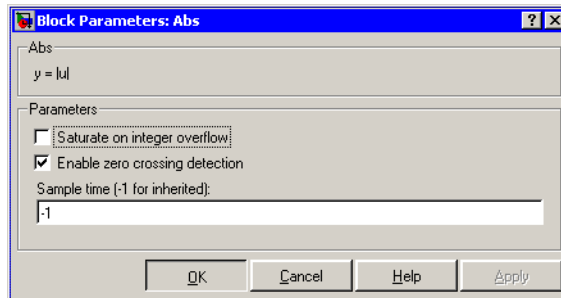 Block Parameters: Abs
Abs
y = |u|
Parameters
Saturate on integer overflow
Enable zero crossing detection
Sample time (-1 for inherited):
-1
OK Cancel Help Apply